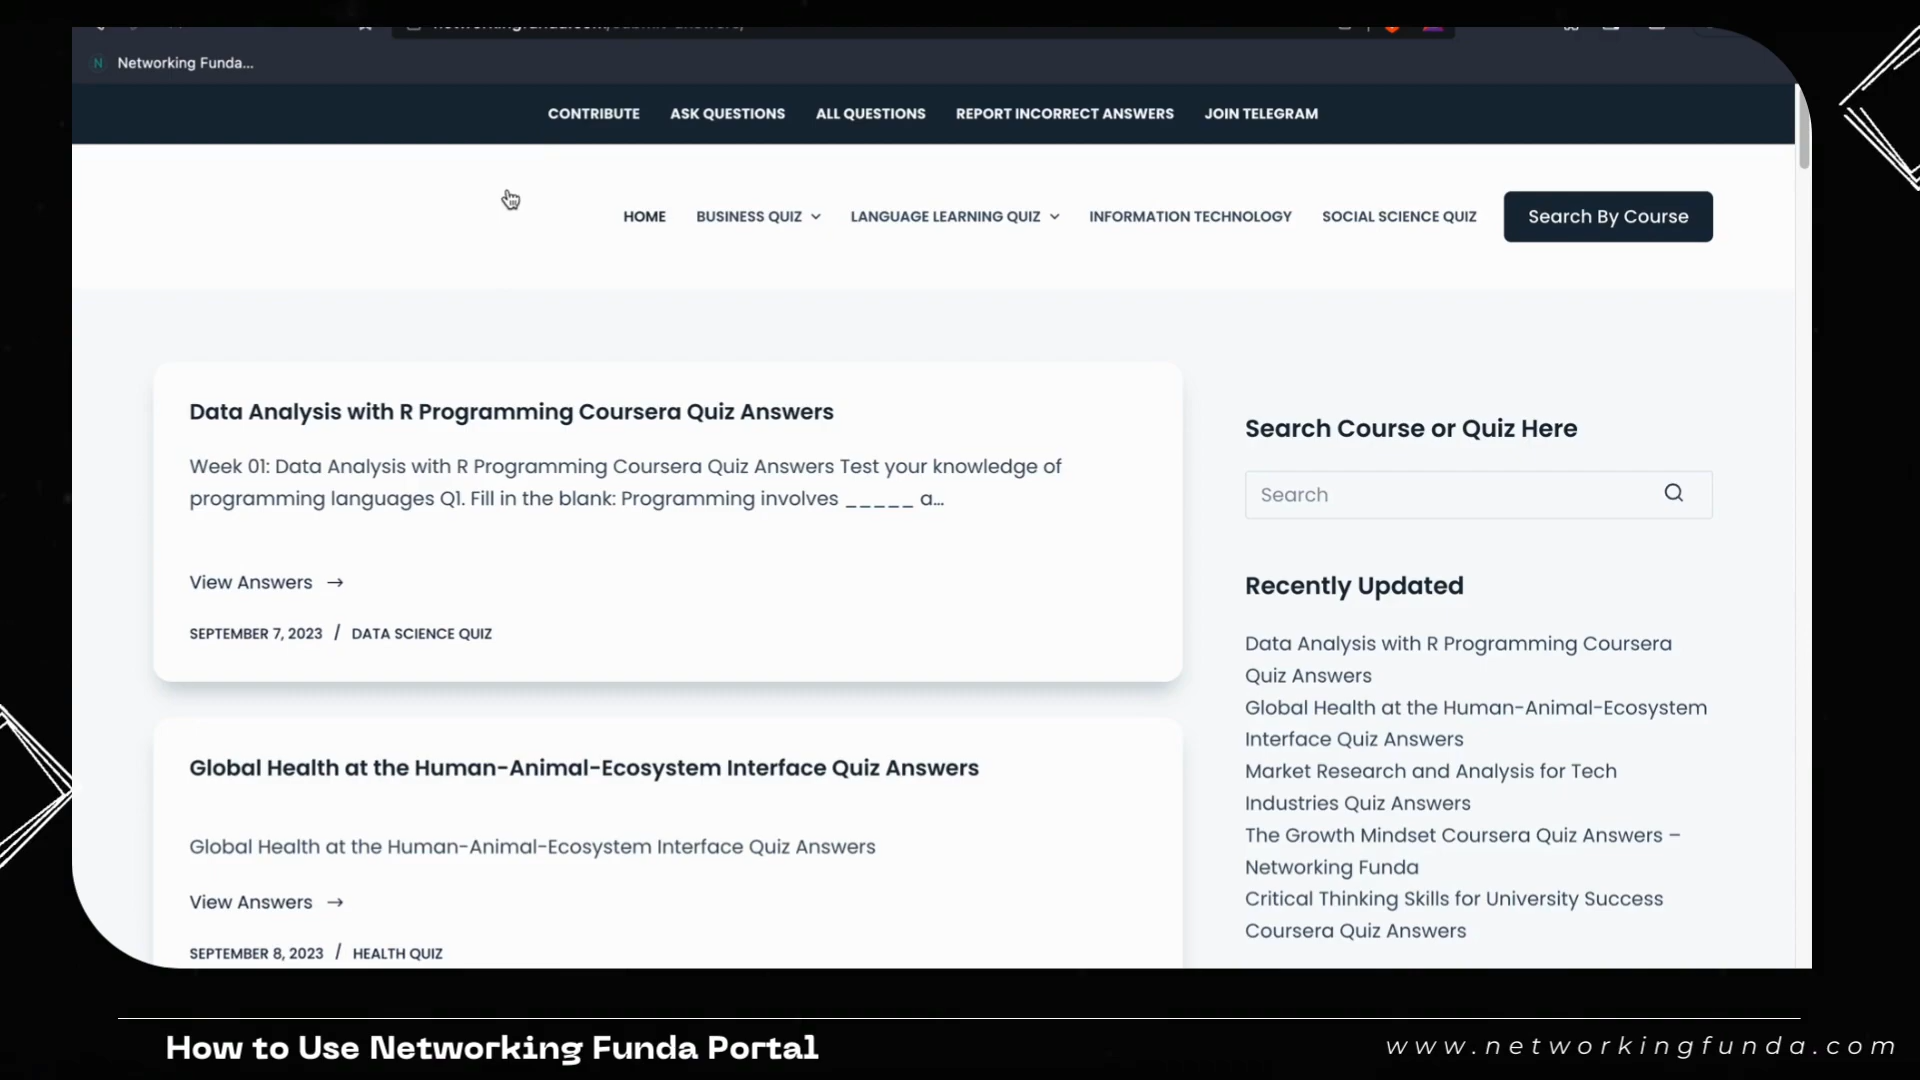 Networking Funda...
CONTRIBUTE ASK QUESTIONS ALL QUESTIONS REPORT INCORRECT ANSWERS JOIN TELEGRAM
HOME BUSINESS QUIZ LANGUAGE LEARNING QUIZ INFORMATION TECHNOLOGY SOCIAL SCIENCE QUIZ Search By Course
Data Analysis with R Programming Coursera Quiz Answers
Week 01: Data Analysis with R Programming Coursera Quiz Answers Test your knowledge of
programming languages Q1. Fill in the blank: Programming involves _____ a...
View Answers →
SEPTEMBER 7, 2023 / DATA SCIENCE QUIZ
Global Health at the Human-Animal-Ecosystem Interface Quiz Answers
Global Health at the Human-Animal-Ecosystem Interface Quiz Answers
View Answers →
SEPTEMBER 8, 2023 / HEALTH QUIZ
Search Course or Quiz Here
Search
Recently Updated
Data Analysis with R Programming Coursera
Quiz Answers
Global Health at the Human-Animal-Ecosystem
Interface Quiz Answers
Market Research and Analysis for Tech
Industries Quiz Answers
The Growth Mindset Coursera Quiz Answers –
Networking Funda
Critical Thinking Skills for University Success
Coursera Quiz Answers
How to Use Networking Funda Portal
www.networkingfunda.com